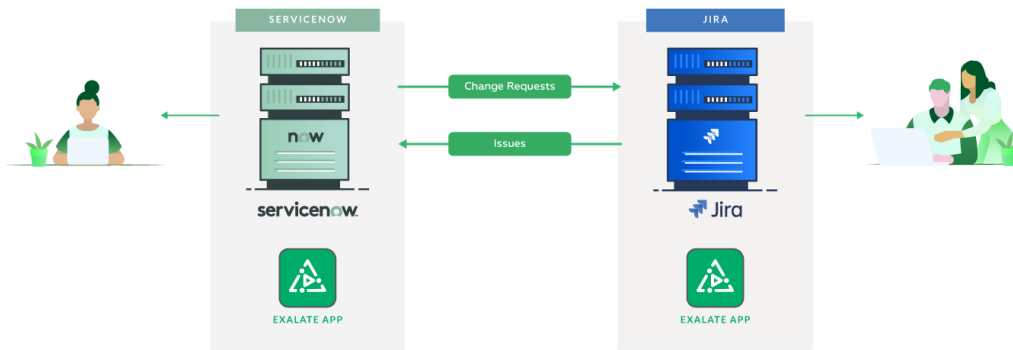 SERVICENOW
JIRA
now
Change Requests
Issues
servicenow.
Jira
EXALATE APP
EXALATE APP